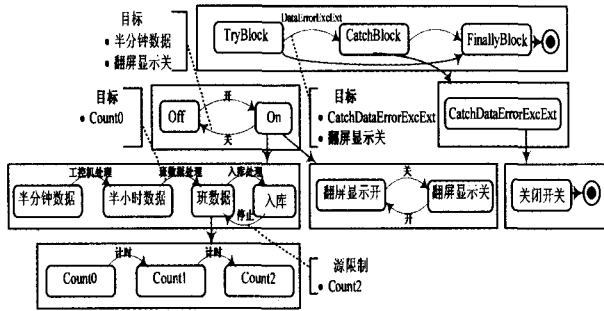 目标
• 半分钟数据
• 翻屏显示关
DataErrorExcExt
TryBlock
CatchBlock
FinallyBlock
目标
• Count0
Off
开
On
关
目标
• CatchDataErrorExcExt
• 翻屏显示关
CatchDataErrorExcExt
工控机处理
班数据处理
入库处理
半分钟数据
半小时数据
班数据
入库
停止
翻屏显示开
关
翻屏显示关
开
关闭开关
计时
计时
Count0
Count1
Count2
源限制
• Count2